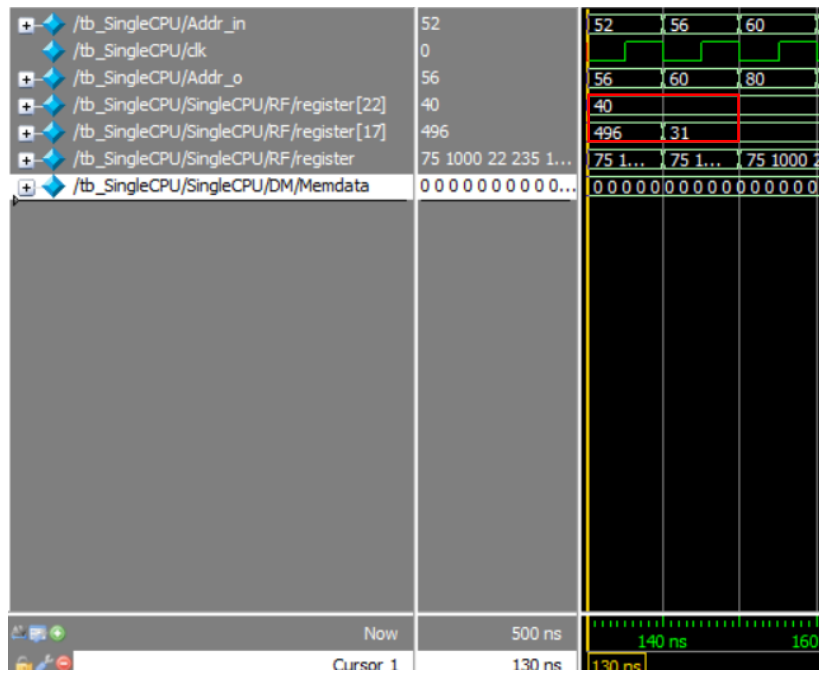 /tb_SingleCPU/Addr_in 52 52 56 60
/tb_SingleCPU/clk 0
/tb_SingleCPU/Addr_o 56 56 60 80
/tb_SingleCPU/SingleCPU/RF/register[22] 40 40
/tb_SingleCPU/SingleCPU/RF/register[17] 496 496 31
/tb_SingleCPU/SingleCPU/RF/register 75 1000 22 235 1... 75 1... 75 1... 75 1000 2
/tb_SingleCPU/SingleCPU/DM/Memdata 0 0 0 0 0 0 0 0 0 0... 0 0 0 0 0 0 0 0 0 0 0 0 0 0 0 0
Now 500 ns 140 ns 160
Cursor 1 130 ns 130 ns